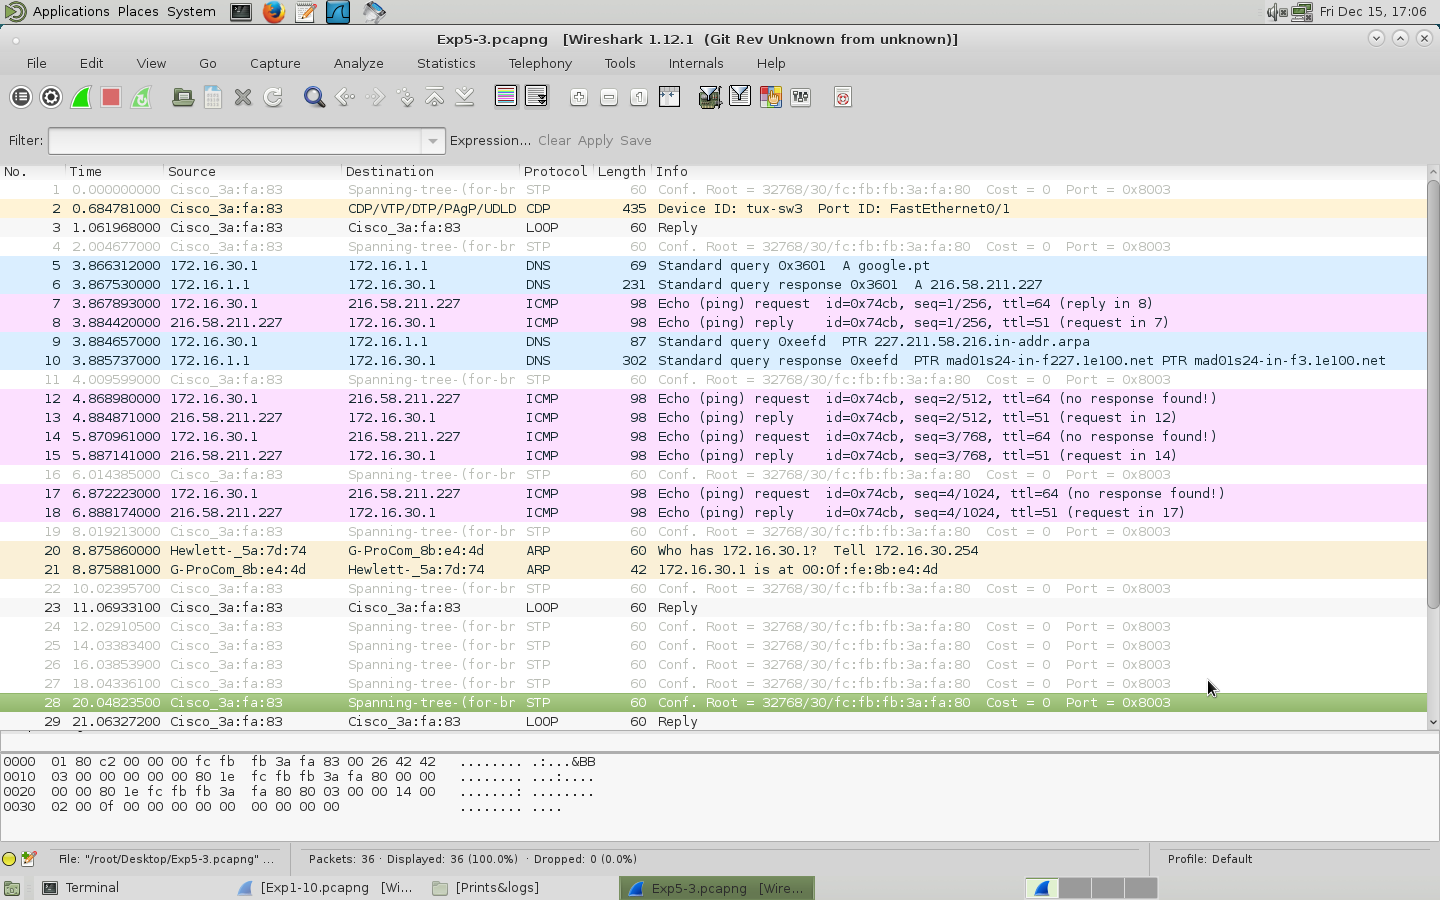 Applications Places System Fri Dec 15, 17:06
Exp5-3.pcapng [Wireshark 1.12.1 (Git Rev Unknown from unknown)]
File Edit View Go Capture Analyze Statistics Telephony Tools Internals Help
Filter: Expression... Clear Apply Save
No. Time Source Destination Protocol Length Info
1 0.000000000 Cisco_3a:fa:83 Spanning-tree-(for-br STP 60 Conf. Root = 32768/30/fc:fb:fb:3a:fa:80 Cost = 0 Port = 0x8003
2 0.684781000 Cisco_3a:fa:83 CDP/VTP/DTP/PAgP/UDLD CDP 435 Device ID: tux-sw3 Port ID: FastEthernet0/1
3 1.061968000 Cisco_3a:fa:83 Cisco_3a:fa:83 LOOP 60 Reply
4 2.004677000 Cisco_3a:fa:83 Spanning-tree-(for-br STP 60 Conf. Root = 32768/30/fc:fb:fb:3a:fa:80 Cost = 0 Port = 0x8003
5 3.866312000 172.16.30.1 172.16.1.1 DNS 69 Standard query 0x3601 A google.pt
6 3.867530000 172.16.1.1 172.16.30.1 DNS 231 Standard query response 0x3601 A 216.58.211.227
7 3.867893000 172.16.30.1 216.58.211.227 ICMP 98 Echo (ping) request id=0x74cb, seq=1/256, ttl=64 (reply in 8)
8 3.884420000 216.58.211.227 172.16.30.1 ICMP 98 Echo (ping) reply id=0x74cb, seq=1/256, ttl=51 (request in 7)
9 3.884657000 172.16.30.1 172.16.1.1 DNS 87 Standard query 0xeefd PTR 227.211.58.216.in-addr.arpa
10 3.885737000 172.16.1.1 172.16.30.1 DNS 302 Standard query response 0xeefd PTR mad01s24-in-f227.1e100.net PTR mad01s24-in-f3.1e100.net
11 4.009599000 Cisco_3a:fa:83 Spanning-tree-(for-br STP 60 Conf. Root = 32768/30/fc:fb:fb:3a:fa:80 Cost = 0 Port = 0x8003
12 4.868980000 172.16.30.1 216.58.211.227 ICMP 98 Echo (ping) request id=0x74cb, seq=2/512, ttl=64 (no response found!)
13 4.884871000 216.58.211.227 172.16.30.1 ICMP 98 Echo (ping) reply id=0x74cb, seq=2/512, ttl=51 (request in 12)
14 5.870961000 172.16.30.1 216.58.211.227 ICMP 98 Echo (ping) request id=0x74cb, seq=3/768, ttl=64 (no response found!)
15 5.887141000 216.58.211.227 172.16.30.1 ICMP 98 Echo (ping) reply id=0x74cb, seq=3/768, ttl=51 (request in 14)
16 6.014385000 Cisco_3a:fa:83 Spanning-tree-(for-br STP 60 Conf. Root = 32768/30/fc:fb:fb:3a:fa:80 Cost = 0 Port = 0x8003
17 6.872223000 172.16.30.1 216.58.211.227 ICMP 98 Echo (ping) request id=0x74cb, seq=4/1024, ttl=64 (no response found!)
18 6.888174000 216.58.211.227 172.16.30.1 ICMP 98 Echo (ping) reply id=0x74cb, seq=4/1024, ttl=51 (request in 17)
19 8.019213000 Cisco_3a:fa:83 Spanning-tree-(for-br STP 60 Conf. Root = 32768/30/fc:fb:fb:3a:fa:80 Cost = 0 Port = 0x8003
20 8.875860000 Hewlett-_5a:7d:74 G-ProCom_8b:e4:4d ARP 60 Who has 172.16.30.1? Tell 172.16.30.254
21 8.875881000 G-ProCom_8b:e4:4d Hewlett-_5a:7d:74 ARP 42 172.16.30.1 is at 00:0f:fe:8b:e4:4d
22 10.02395700 Cisco_3a:fa:83 Spanning-tree-(for-br STP 60 Conf. Root = 32768/30/fc:fb:fb:3a:fa:80 Cost = 0 Port = 0x8003
23 11.06933100 Cisco_3a:fa:83 Cisco_3a:fa:83 LOOP 60 Reply
24 12.02910500 Cisco_3a:fa:83 Spanning-tree-(for-br STP 60 Conf. Root = 32768/30/fc:fb:fb:3a:fa:80 Cost = 0 Port = 0x8003
25 14.03383400 Cisco_3a:fa:83 Spanning-tree-(for-br STP 60 Conf. Root = 32768/30/fc:fb:fb:3a:fa:80 Cost = 0 Port = 0x8003
26 16.03853900 Cisco_3a:fa:83 Spanning-tree-(for-br STP 60 Conf. Root = 32768/30/fc:fb:fb:3a:fa:80 Cost = 0 Port = 0x8003
27 18.04336100 Cisco_3a:fa:83 Spanning-tree-(for-br STP 60 Conf. Root = 32768/30/fc:fb:fb:3a:fa:80 Cost = 0 Port = 0x8003
28 20.04823500 Cisco_3a:fa:83 Spanning-tree-(for-br STP 60 Conf. Root = 32768/30/fc:fb:fb:3a:fa:80 Cost = 0 Port = 0x8003
29 21.06327200 Cisco_3a:fa:83 Cisco_3a:fa:83 LOOP 60 Reply
0000 01 80 c2 00 00 00 fc fb fb 3a fa 83 00 26 42 42 ........ .:...&BB
0010 03 00 00 00 00 00 80 1e fc fb fb 3a fa 80 00 00 ........ ...:....
0020 00 00 80 1e fc fb fb 3a fa 80 80 03 00 00 14 00 .......: ........
0030 02 00 0f 00 00 00 00 00 00 00 00 00 ........ ....
File: "/root/Desktop/Exp5-3.pcapng" ... Packets: 36 · Displayed: 36 (100.0%) · Dropped: 0 (0.0%) Profile: Default
Terminal [Exp1-10.pcapng [Wi... [Prints&logs] Exp5-3.pcapng [Wire...